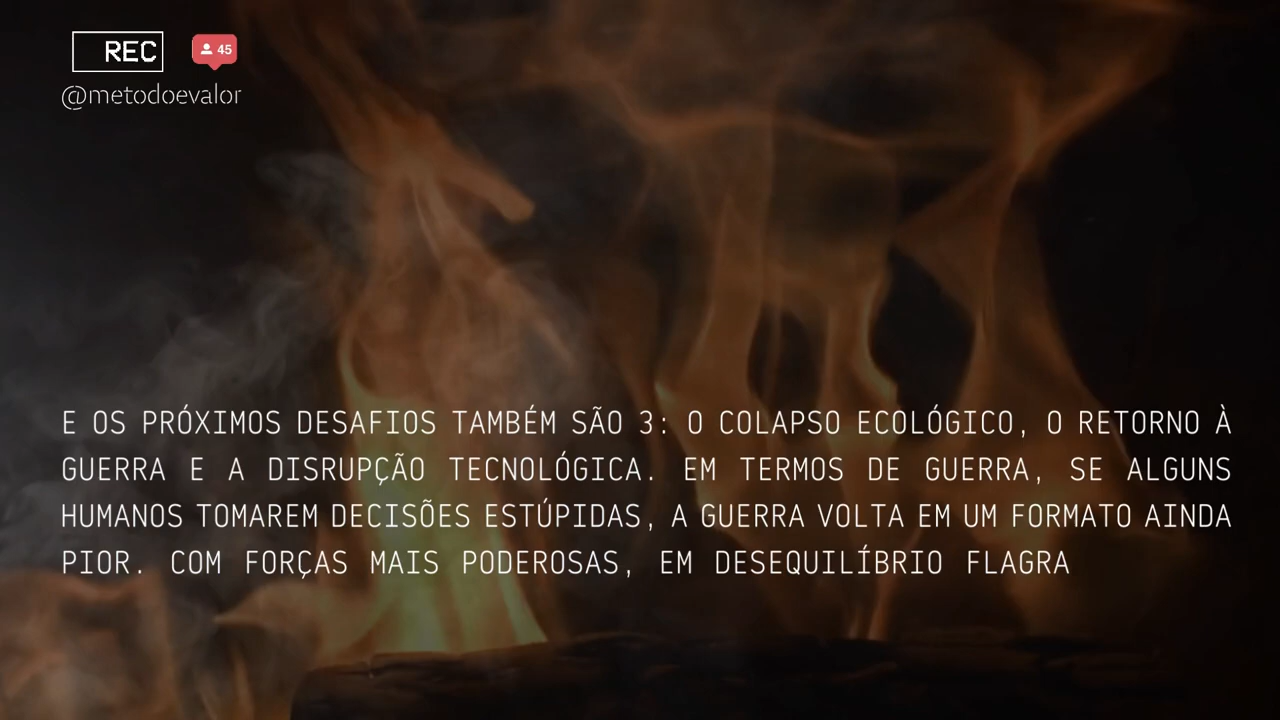 REC
45
@metodoevalor
E OS PRÓXIMOS DESAFIOS TAMBÉM SÃO 3: O COLAPSO ECOLÓGICO, O RETORNO À
GUERRA E A DISRUPÇÃO TECNOLÓGICA. EM TERMOS DE GUERRA, SE ALGUNS
HUMANOS TOMAREM DECISÕES ESTÚPIDAS, A GUERRA VOLTA EM UM FORMATO AINDA
PIOR. COM FORÇAS MAIS PODEROSAS, EM DESEQUILÍBRIO FLAGRA